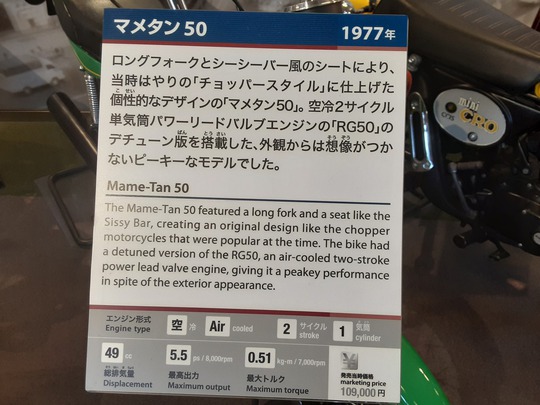 マメタン 50 1977年
ロングフォークとシーシーバー風のシートにより、
当時はやりの「チョッパースタイル」に仕上げた
個性的なデザインの「マメタン50」。空冷2サイクル
単気筒パワーリードバルブエンジンの「RG50」の
デチューン版を搭載した、外観からは想像がつか
ないピーキーなモデルでした。
Mame-Tan 50
The Mame-Tan 50 featured a long fork and a seat like the
Sissy Bar, creating an original design like the chopper
motorcycles that were popular at the time. The bike had
a detuned version of the RG50, an air-cooled two-stroke
power lead valve engine, giving it a peakey performance
in spite of the exterior appearance.
エンジン形式 空 冷 Air cooled 2 サイクル 1 気筒
Engine type stroke cylinder
49 cc 5.5 ps / 8,000rpm 0.51 kg-m / 7,000rpm ¥
総排気量 最高出力 最大トルク 発売当時価格
Displacement Maximum output Maximum torque marketing price
109,000円
mini
CRO